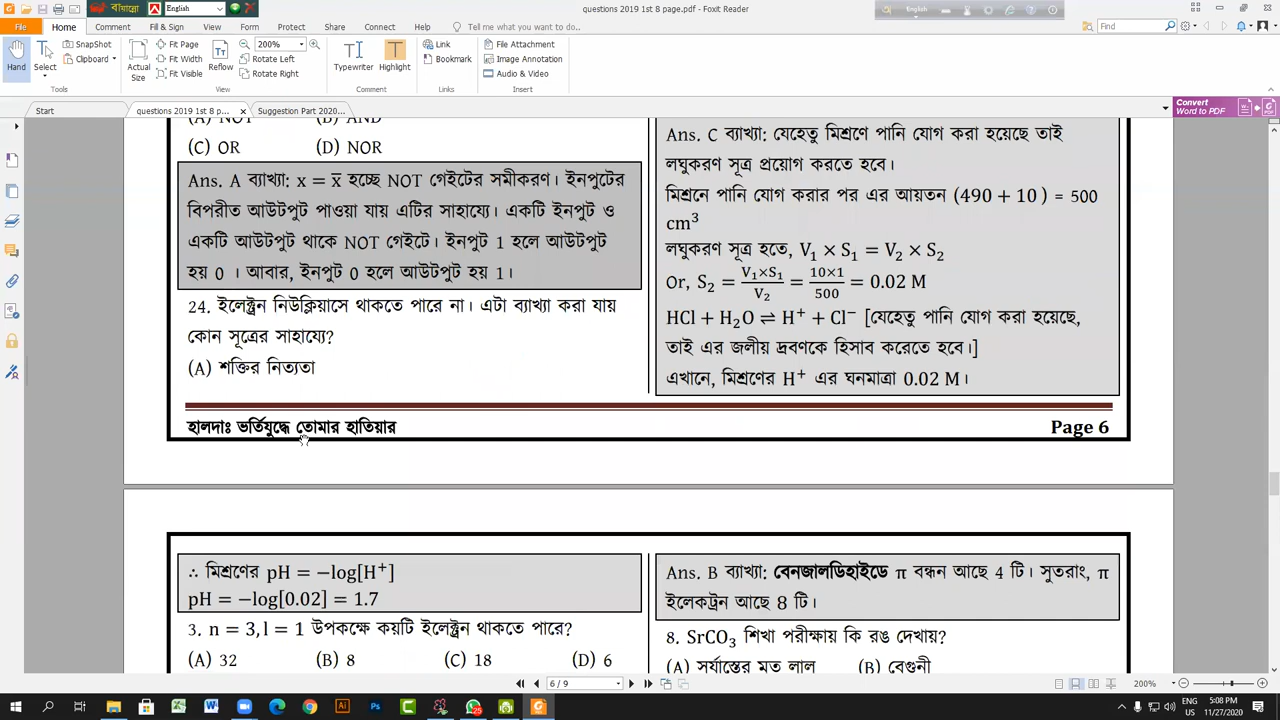 questions 2019 1st 8 page.pdf - Foxit Reader
বাংলা English
English
File Home Comment Fill & Sign View Form Protect Share Connect Help Tell me what you want to do.. Find
Hand Select SnapShot Clipboard Actual Size Fit Page Fit Width Fit Visible Reflow 200% Rotate Left Rotate Right Typewriter Highlight Link Bookmark File Attachment Image Annotation Audio & Video
Tools View Comment Links Insert
Start questions 2019 1st 8 p... Suggestion Part 2020... Convert Word to PDF
(A) NOT (B) AND
(C) OR (D) NOR
Ans. A ব্যাখ্যা: x = x̅ হচ্ছে NOT গেইটের সমীকরণ। ইনপুটের
বিপরীত আউটপুট পাওয়া যায় এটির সাহায্যে। একটি ইনপুট ও
একটি আউটপুট থাকে NOT গেইটে। ইনপুট 1 হলে আউটপুট
হয় 0 । আবার, ইনপুট 0 হলে আউটপুট হয় 1।
24. ইলেক্ট্রন নিউক্লিয়াসে থাকতে পারে না। এটা ব্যাখ্যা করা যায়
কোন সূত্রের সাহায্যে?
(A) শক্তির নিত্যতা
Ans. C ব্যাখ্যা: যেহেতু মিশ্রণে পানি যোগ করা হয়েছে তাই
লঘুকরণ সূত্র প্রয়োগ করতে হবে।
মিশ্রনে পানি যোগ করার পর এর আয়তন (490 + 10) = 500
cm³
লঘুকরণ সূত্র হতে, V₁ × S₁ = V₂ × S₂
Or, S₂ = V₁×S₁/V₂ = 10×1/500 = 0.02 M
HCl + H₂O ⇌ H⁺ + Cl⁻ [যেহেতু পানি যোগ করা হয়েছে,
তাই এর জলীয় দ্রবণকে হিসাব করেতে হবে।]
এখানে, মিশ্রণের H⁺ এর ঘনমাত্রা 0.02 M।
হালদাঃ ভর্তিযুদ্ধে তোমার হাতিয়ার Page 6
∴ মিশ্রণের pH = −log[H⁺]
pH = −log[0.02] = 1.7
3. n = 3, l = 1 উপকক্ষে কয়টি ইলেক্ট্রন থাকতে পারে?
(A) 32 (B) 8 (C) 18 (D) 6
Ans. B ব্যাখ্যা: বেনজালডিহাইডে π বন্ধন আছে 4 টি। সুতরাং, π
ইলেকট্রন আছে 8 টি।
8. SrCO₃ শিখা পরীক্ষায় কি রঙ দেখায়?
(A) সূর্যাস্তের মত লাল (B) বেগুনী
6 / 9 200%
ENG 5:08 PM
US 11/27/2020